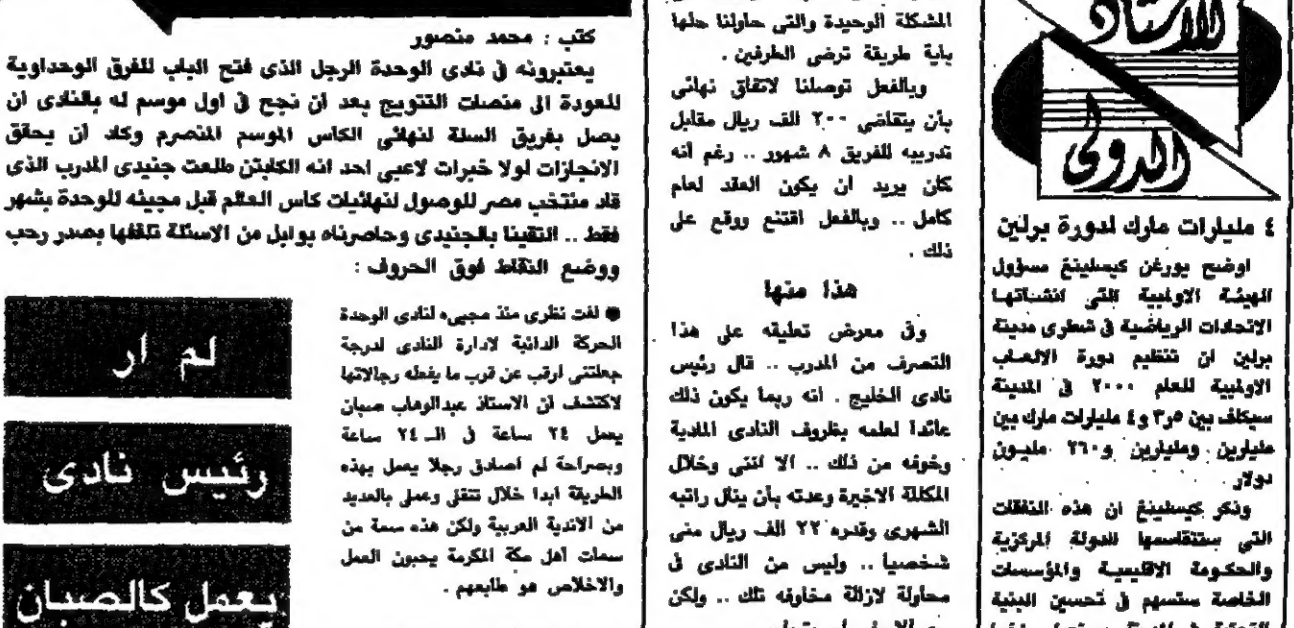 للأستاذ
الدولى
٤ مليارات مارك لدورة برلين
اوضح يورغن كيسلينغ مسؤول
الهيئة الاولمبية التى انشاتها
الاتحادات الرياضية فى شطرى مدينة
برلين ان تنظيم دورة الالعاب
الاولمبية للعام ٢٠٠٠ فى المدينة
سيكلف بين ٣٫٥ و٤ مليارات مارك بين
مليارين ومليارين و٢٦٠ مليون
دولار.
وذكر كيسلينغ ان هذه النفقات
التى ستتقاسمها الدولة المركزية
والحكومة الاقليمية والمؤسسات
الخاصة ستسهم فى تحسين البنية
المشكلة الوحيدة والتى حاولنا حلها
باية طريقة ترضى الطرفين .
وبالفعل توصلنا لاتفاق نهائى
بأن يتقاضى ٢٠٠ الف ريال مقابل
تدريبه للفريق ٨ شهور .. رغم أنه
كان يريد ان يكون العقد لعام
كامل .. وبالفعل اقتنع ووقع على
ذلك .
هذا منها
وفى معرض تعليقه على هذا
التصرف من المدرب .. قال رئيس
نادى الخليج . انه ربما يكون ذلك
عائدا لعلمه بظروف النادى المادية
وخوفه من ذلك .. الا اننى وخلال
المكالمة الاخيرة وعدته بأن ينال راتبه
الشهرى وقدره ٢٢ الف ريال منى
شخصيا .. وليس من النادى فى
محاولة لازالة مخاوفه تلك .. ولكن
كتب : محمد منصور
يعتبرونه فى نادى الوحدة الرجل الذى فتح الباب للفرق الوحداوية
للعودة الى منصات التتويج بعد ان نجح فى اول موسم له بالنادى ان
يصل بفريق السلة لنهائى الكاس الموسم المنصرم وكاد ان يحقق
الانجازات لولا خبرات لاعبى احد انه الكابتن طلعت جنيدى المدرب الذى
قاد منتخب مصر للوصول لنهائيات كاس العالم قبل مجيئه للوحدة بشهر
فقط .. التقينا بالجنيدى وحاصرناه بوابل من الاسئلة تلقفها بصدر رحب
ووضع النقاط فوق الحروف :
● لفت نظرى منذ مجيىء لنادى الوحدة
الحركة الدائبة لادارة النادى لدرجة
جعلتنى ارقب عن قرب ما يفعله رجالاتها
لاكتشف ان الاستاذ عبدالوهاب صبان
يعمل ٢٤ ساعة فى الـ ٢٤ ساعة
وبصراحة لم اصادق رجلا يعمل بهذه
الطريقة ابدا خلال تنقلى وعملى بالعديد
من الاندية العربية ولكن هذه سمة من
سمات أهل مكة المكرمة يحبون العمل
والاخلاص هو طابعهم .
لم ار
رئيس نادى
يعمل كالصبان